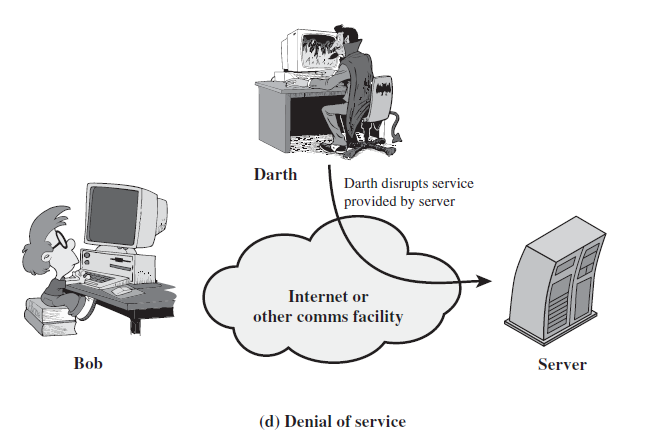 Darth
Darth disrupts service
provided by server
Internet or
other comms facility
Bob
Server
(d) Denial of service